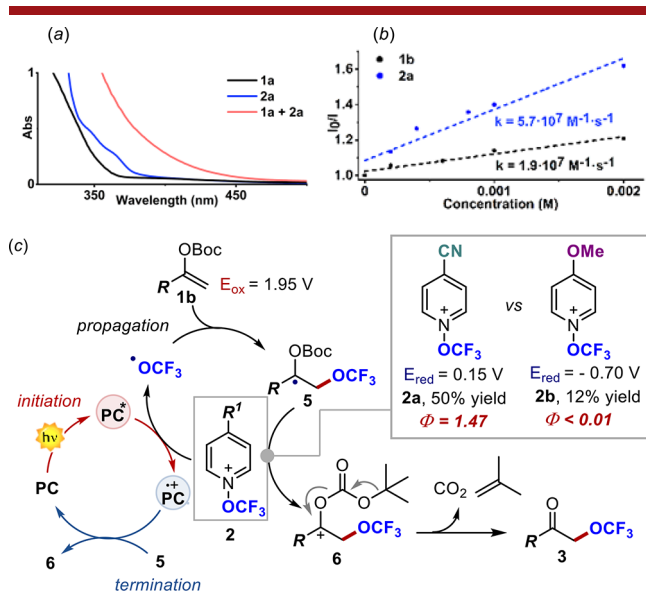 (a)
1
Abs
0
350
450
Wavelength (nm)
1a
2a
1a + 2a
(b)
I0/I
1.6
1.4
1.2
1.0
0
0.001
0.002
Concentration (M)
1b
2a
k = 5.7·10⁷ M⁻¹·s⁻¹
k = 1.9·10⁷ M⁻¹·s⁻¹
(c)
OBoc
R
1b
Eox = 1.95 V
propagation
•OCF₃
OBoc
R
OCF₃
5
initiation
PC*
hν
PC
•+
PC
6
5
termination
R¹
+
N
OCF₃
2
CN
+
N
OCF₃
Ered = 0.15 V
2a, 50% yield
Φ = 1.47
vs
OMe
+
N
OCF₃
Ered = - 0.70 V
2b, 12% yield
Φ < 0.01
O
O
O
R
+
OCF₃
6
CO₂
O
R
OCF₃
3